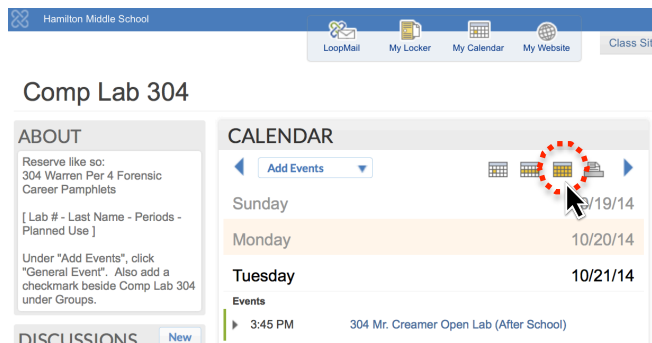 Hamilton Middle School
LoopMail
My Locker
My Calendar
My Website
Class
Comp Lab 304
ABOUT
Reserve like so:
304 Warren Per 4 Forensic
Career Pamphlets
[ Lab # - Last Name - Periods -
Planned Use ]
Under "Add Events", click
"General Event". Also add a
checkmark beside Comp Lab 304
under Groups.
DISCUSSIONS
New
CALENDAR
Add Events
Sunday
/19/14
Monday
10/20/14
Tuesday
10/21/14
Events
3:45 PM
304 Mr. Creamer Open Lab (After School)